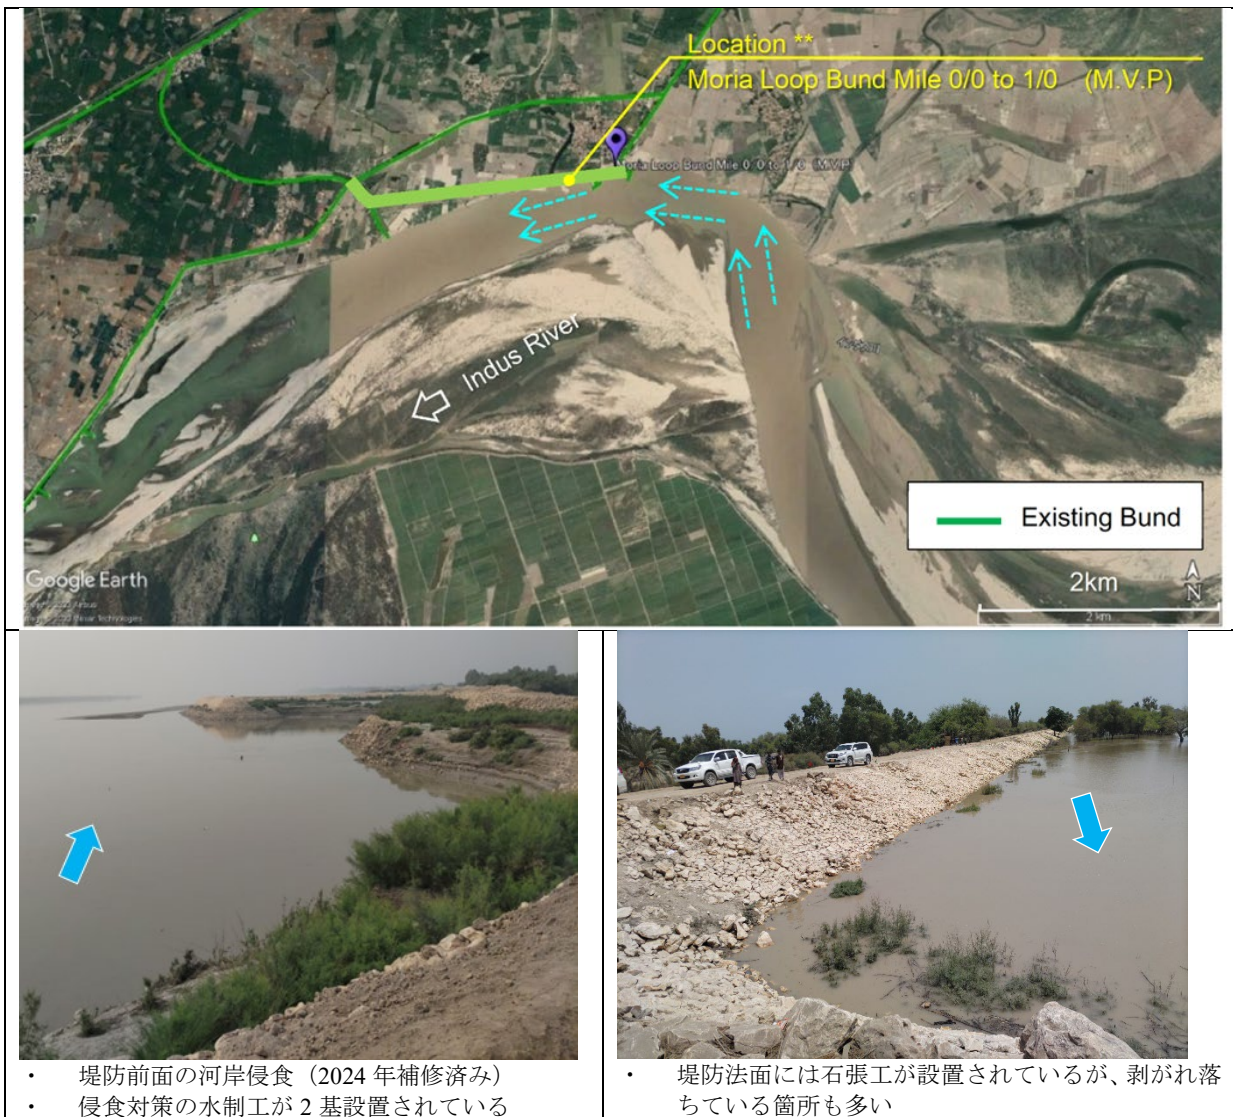 Location **
Moria Loop Bund Mile 0/0 to 1/0 (M.V.P)
Moria Loop Bund Mile 0/0 to 1/0 (M.V.P)
Indus River
Existing Bund
Google Earth
2km
N
2 km
・ 堤防前面の河岸侵食（2024 年補修済み）
・ 侵食対策の水制工が 2 基設置されている
・ 堤防法面には石張工が設置されているが、剥がれ落
ちている箇所も多い